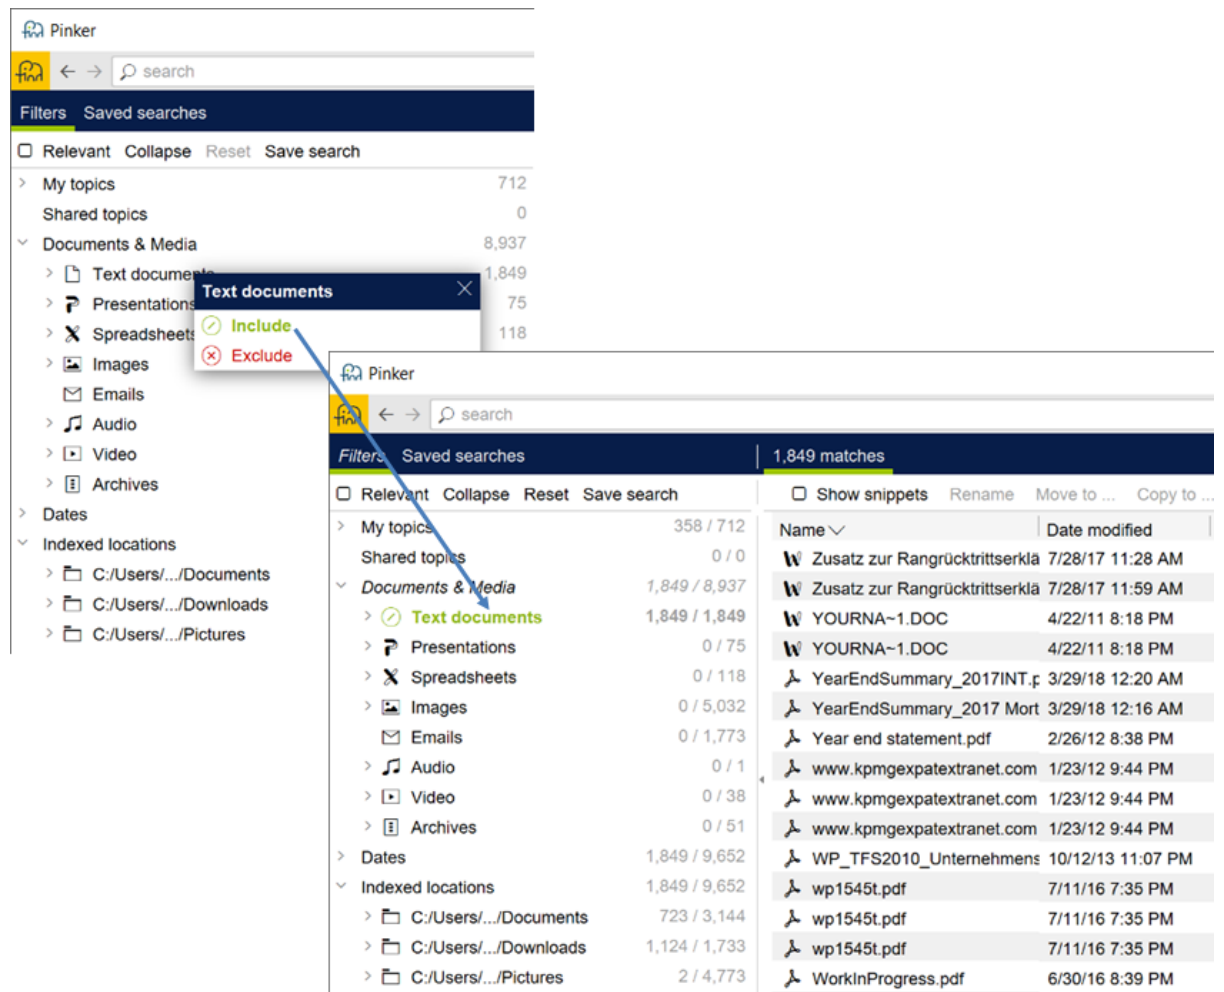 Pinker
search
Filters Saved searches
Relevant Collapse Reset Save search
My topics 712
Shared topics 0
Documents & Media 8,937
Text documents 1,849
Presentations 75
Spreadsheets 118
Images
Emails
Audio
Video
Archives
Dates
Indexed locations
C:/Users/.../Documents
C:/Users/.../Downloads
C:/Users/.../Pictures
Text documents
Include
Exclude
Pinker
search
Filters Saved searches 1,849 matches
Relevant Collapse Reset Save search
Show snippets Rename Move to ... Copy to ...
My topics 358 / 712
Shared topics 0 / 0
Documents & Media 1,849 / 8,937
Text documents 1,849 / 1,849
Presentations 0 / 75
Spreadsheets 0 / 118
Images 0 / 5,032
Emails 0 / 1,773
Audio 0 / 1
Video 0 / 38
Archives 0 / 51
Dates 1,849 / 9,652
Indexed locations 1,849 / 9,652
C:/Users/.../Documents 723 / 3,144
C:/Users/.../Downloads 1,124 / 1,733
C:/Users/.../Pictures 2 / 4,773
Name Date modified
Zusatz zur Rangrücktrittserklä 7/28/17 11:28 AM
Zusatz zur Rangrücktrittserklä 7/28/17 11:59 AM
YOURNA~1.DOC 4/22/11 8:18 PM
YOURNA~1.DOC 4/22/11 8:18 PM
YearEndSummary_2017INT.p 3/29/18 12:20 AM
YearEndSummary_2017 Mort 3/29/18 12:16 AM
Year end statement.pdf 2/26/12 8:38 PM
www.kpmgexpatextranet.com 1/23/12 9:44 PM
www.kpmgexpatextranet.com 1/23/12 9:44 PM
www.kpmgexpatextranet.com 1/23/12 9:44 PM
WP_TFS2010_Unternehmens 10/12/13 11:07 PM
wp1545t.pdf 7/11/16 7:35 PM
wp1545t.pdf 7/11/16 7:35 PM
wp1545t.pdf 7/11/16 7:35 PM
WorkInProgress.pdf 6/30/16 8:39 PM